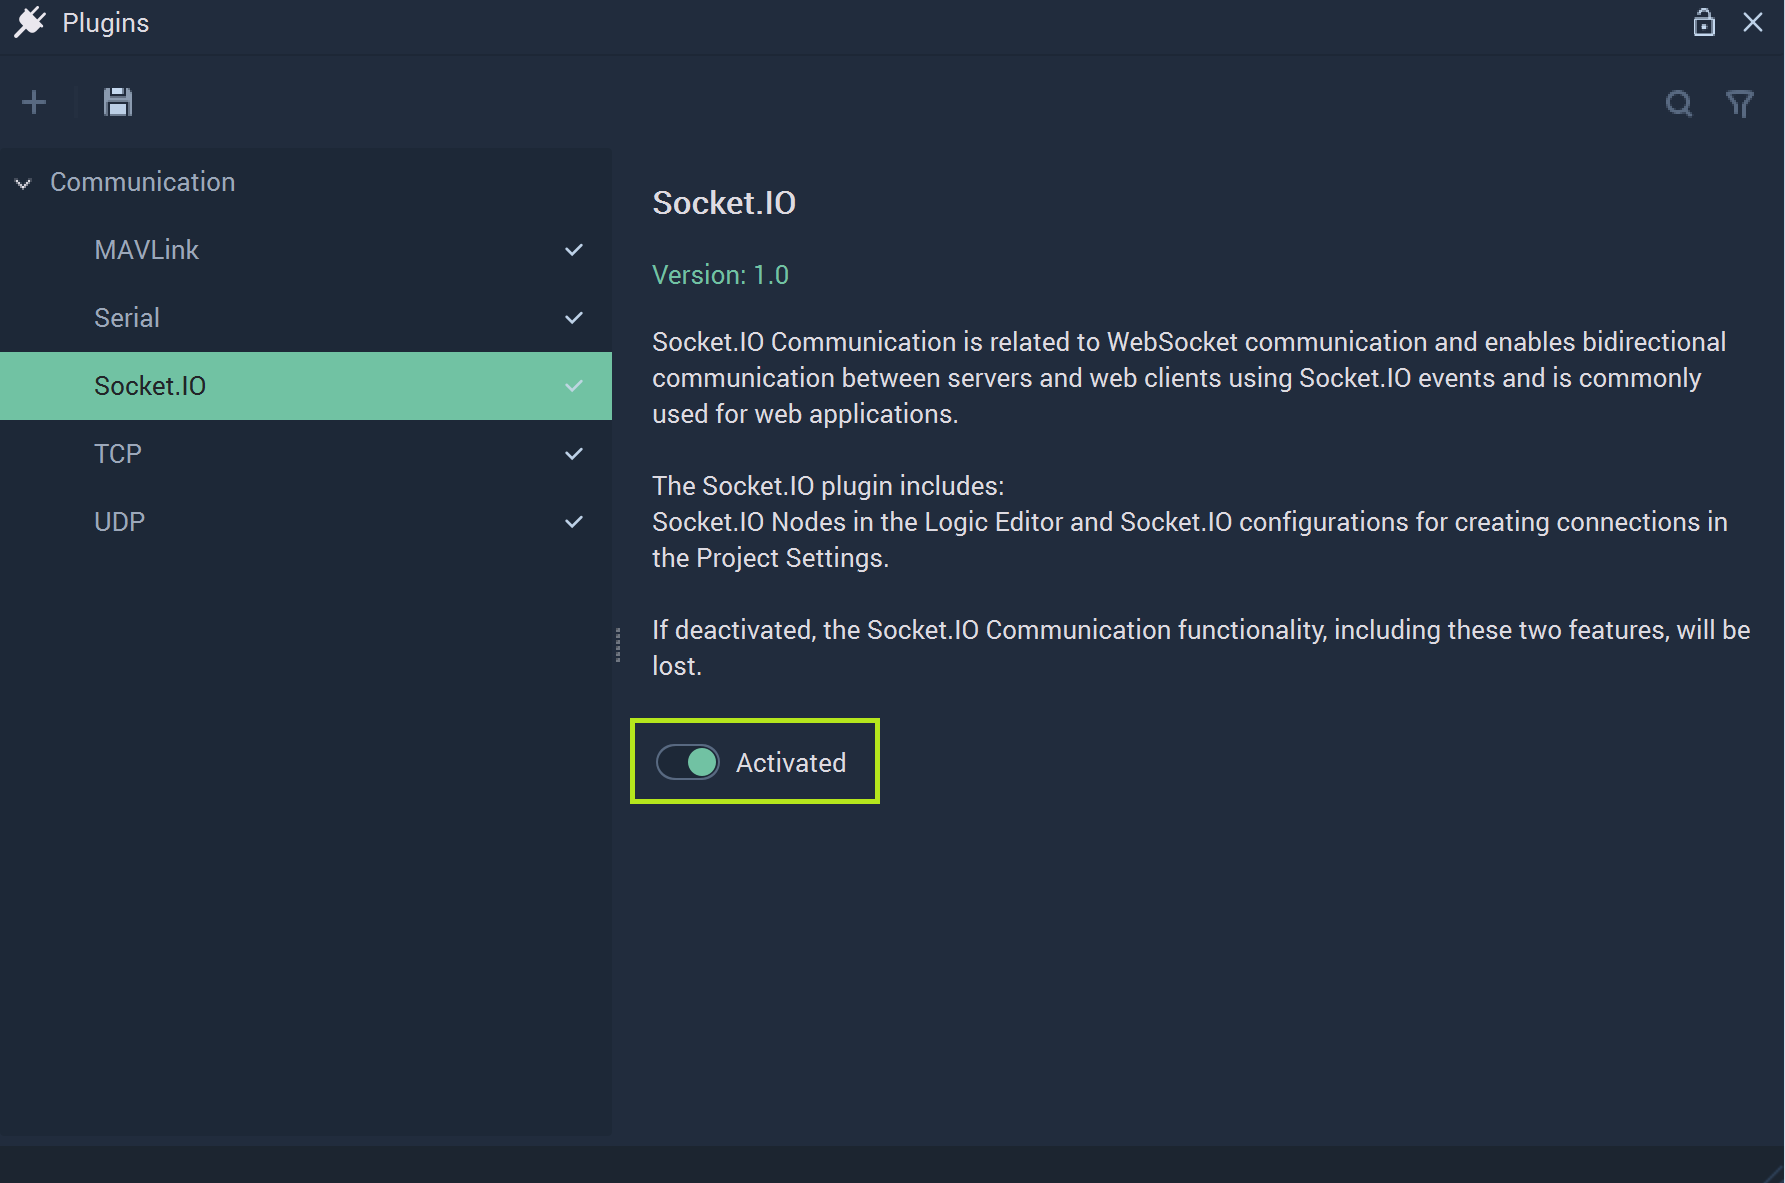 Plugins
Communication
MAVLink
Serial
Socket.IO
TCP
UDP
Socket.IO
Version: 1.0
Socket.IO Communication is related to WebSocket communication and enables bidirectional
communication between servers and web clients using Socket.IO events and is commonly
used for web applications.
The Socket.IO plugin includes:
Socket.IO Nodes in the Logic Editor and Socket.IO configurations for creating connections in
the Project Settings.
If deactivated, the Socket.IO Communication functionality, including these two features, will be
lost.
Activated